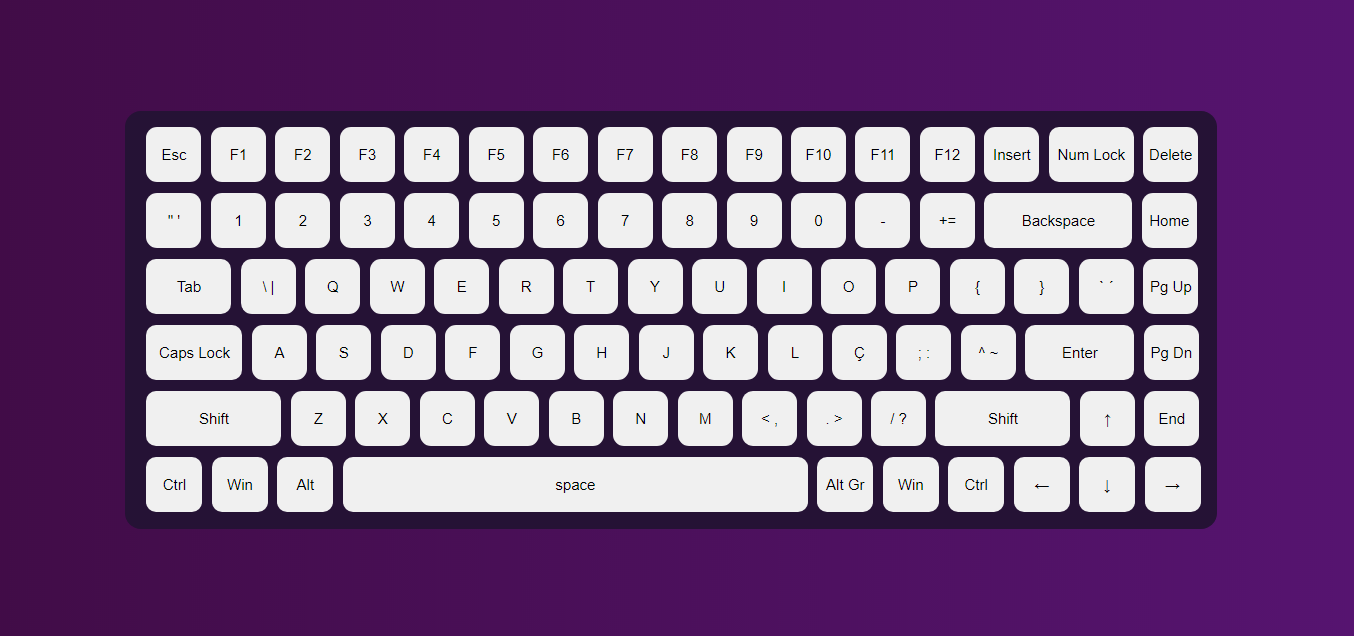 Esc F1 F2 F3 F4 F5 F6 F7 F8 F9 F10 F11 F12 Insert Num Lock Delete
" ' 1 2 3 4 5 6 7 8 9 0 - += Backspace Home
Tab \ | Q W E R T Y U I O P { } ` ´ Pg Up
Caps Lock A S D F G H J K L Ç ; : ^ ~ Enter Pg Dn
Shift Z X C V B N M < , . > / ? Shift ↑ End
Ctrl Win Alt space Alt Gr Win Ctrl ← ↓ →